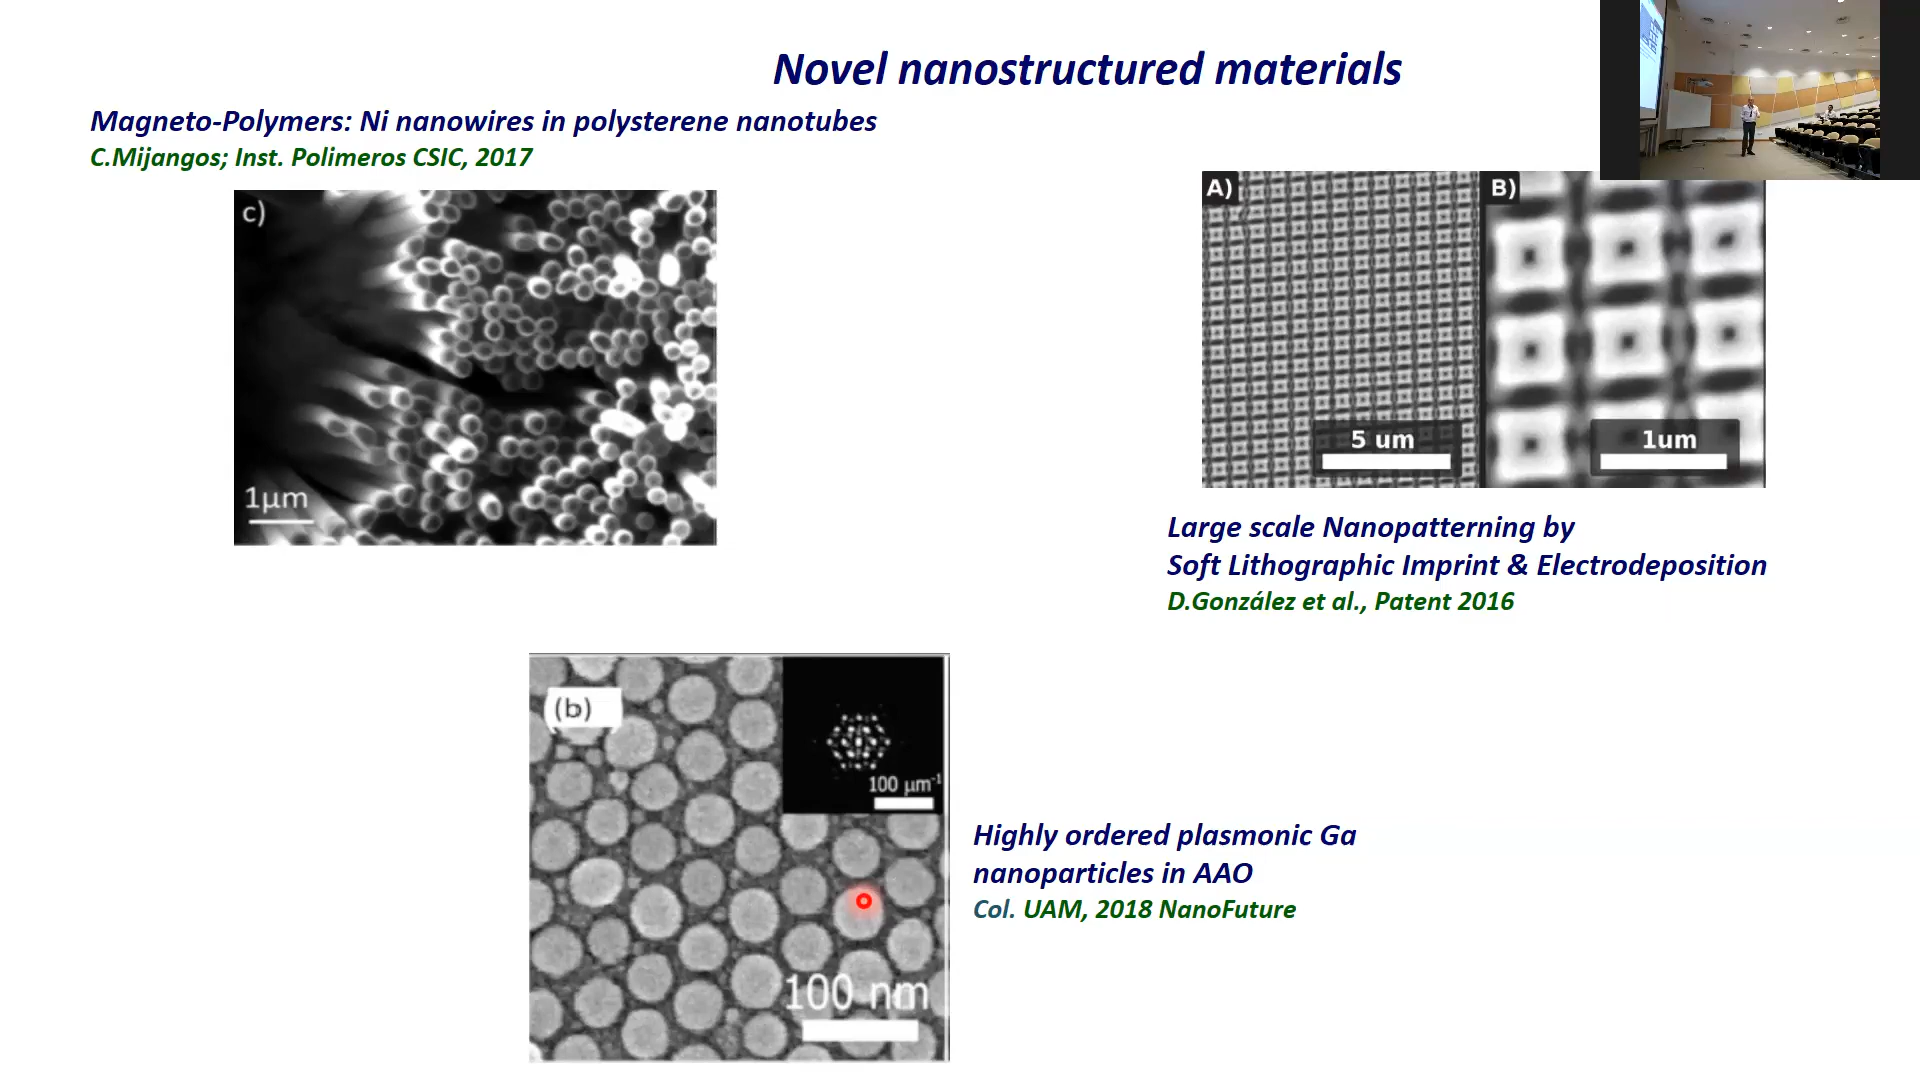 Novel nanostructured materials
Magneto-Polymers: Ni nanowires in polysterene nanotubes
C.Mijangos; Inst. Polimeros CSIC, 2017
c)
1µm
A)
B)
5 um
1um
Large scale Nanopatterning by
Soft Lithographic Imprint & Electrodeposition
D.González et al., Patent 2016
(b)
100 µm⁻¹
100 nm
Highly ordered plasmonic Ga
nanoparticles in AAO
Col. UAM, 2018 NanoFuture